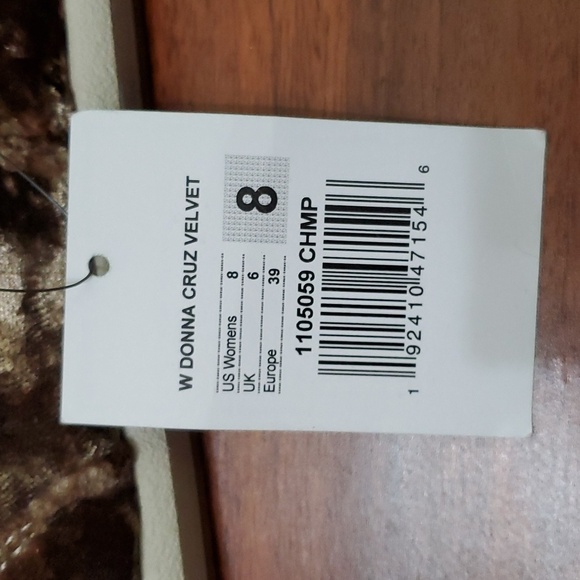 W DONNA CRUZ VELVET
US Womens 8
UK 6
Europe 39
8
1105059 CHMP
1 92410 47154 6